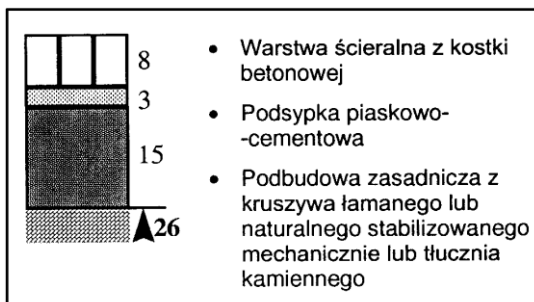 8
3
15
26
• Warstwa ścieralna z kostki
betonowej
• Podsypka piaskowo-
-cementowa
• Podbudowa zasadnicza z
kruszywa łamanego lub
naturalnego stabilizowanego
mechanicznie lub tłucznia
kamiennego